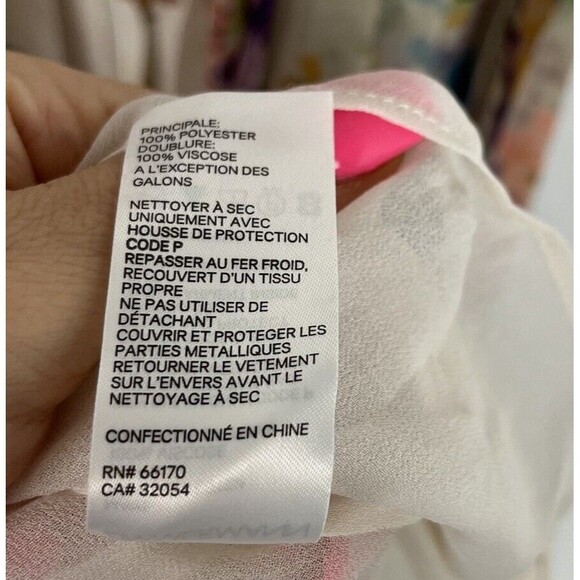 PRINCIPALE:
100% POLYESTER
DOUBLURE:
100% VISCOSE
A L'EXCEPTION DES
GALONS
NETTOYER À SEC
UNIQUEMENT AVEC
HOUSSE DE PROTECTION
CODE P
REPASSER AU FER FROID,
RECOUVERT D'UN TISSU
PROPRE
NE PAS UTILISER DE
DÉTACHANT
COUVRIR ET PROTEGER LES
PARTIES METALLIQUES
RETOURNER LE VETEMENT
SUR L'ENVERS AVANT LE
NETTOYAGE À SEC
CONFECTIONNÉ EN CHINE
RN# 66170
CA# 32054